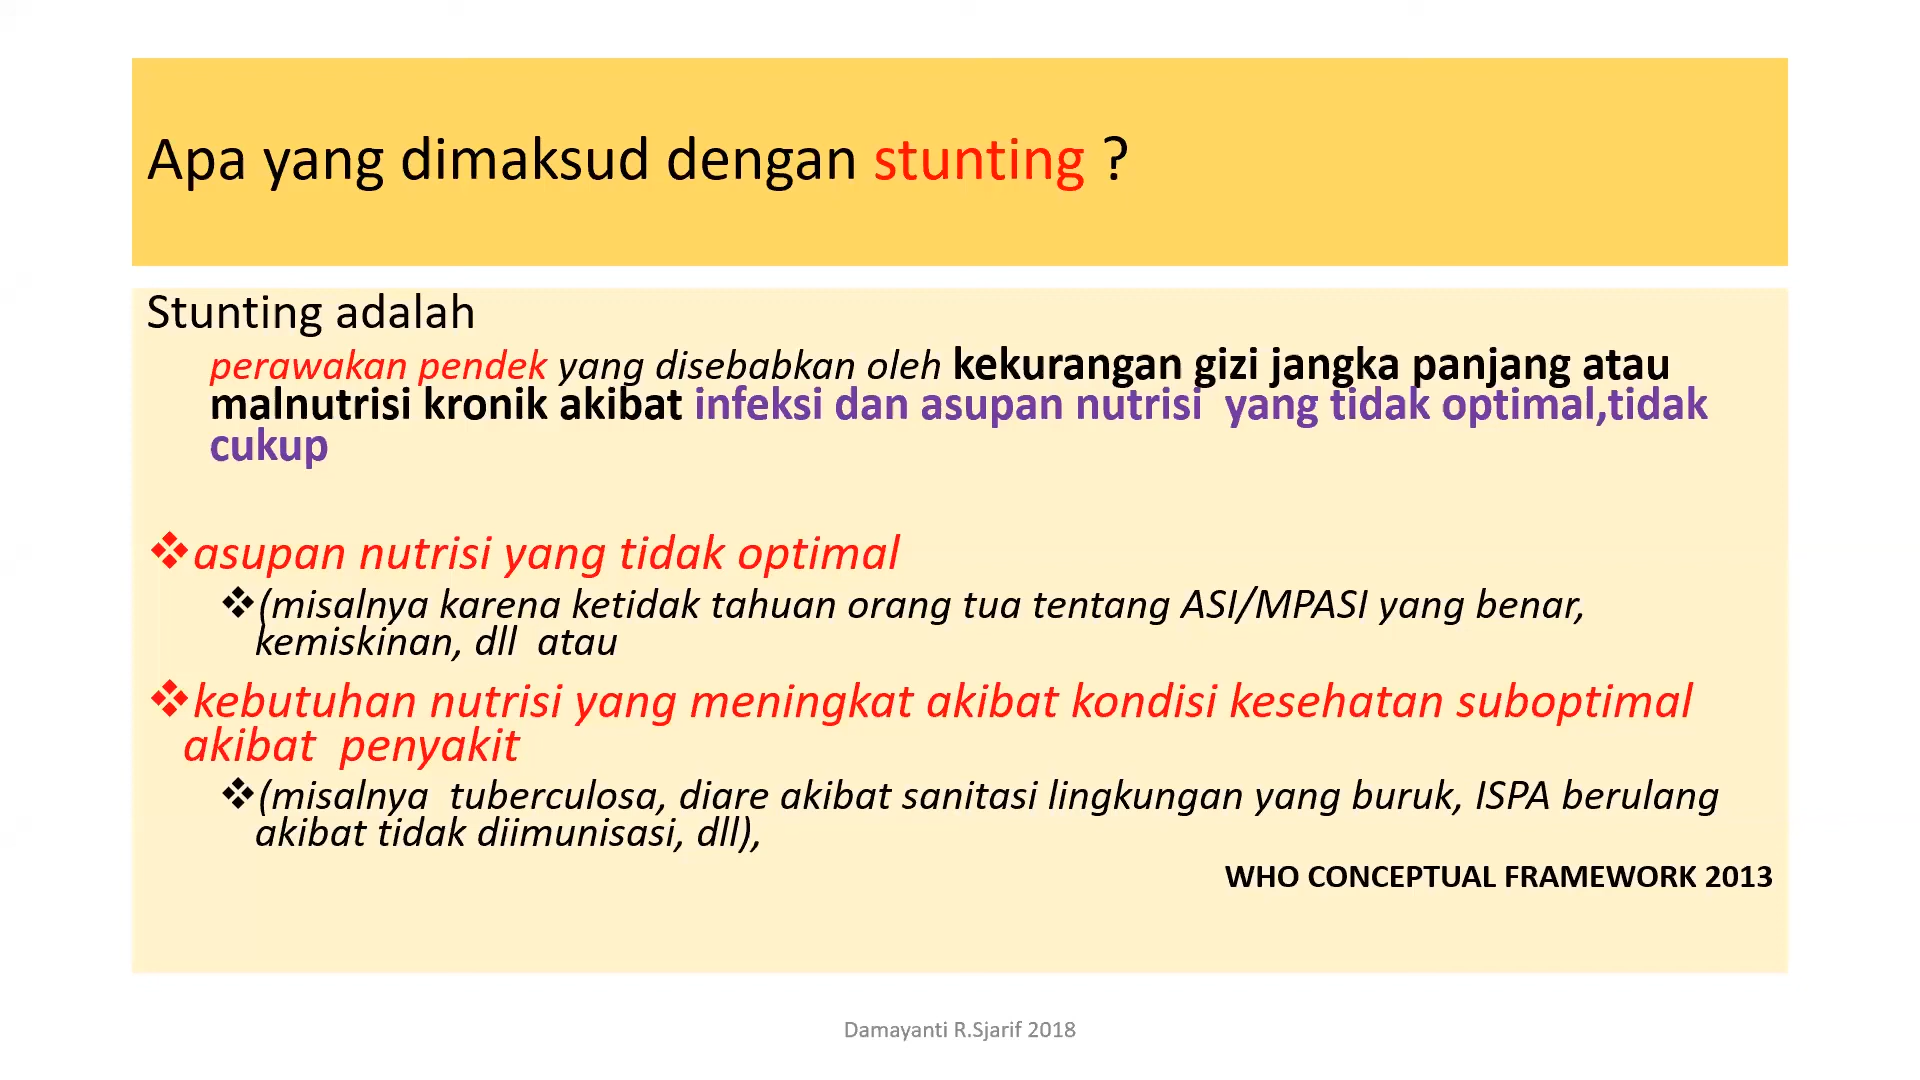 Apa yang dimaksud dengan stunting ?
Stunting adalah
perawakan pendek yang disebabkan oleh kekurangan gizi jangka panjang atau
malnutrisi kronik akibat infeksi dan asupan nutrisi  yang tidak optimal,tidak
cukup
❖asupan nutrisi yang tidak optimal
❖(misalnya karena ketidak tahuan orang tua tentang ASI/MPASI yang benar,
kemiskinan, dll  atau
❖kebutuhan nutrisi yang meningkat akibat kondisi kesehatan suboptimal
akibat  penyakit
❖(misalnya  tuberculosa, diare akibat sanitasi lingkungan yang buruk, ISPA berulang
akibat tidak diimunisasi, dll),
WHO CONCEPTUAL FRAMEWORK 2013
Damayanti R.Sjarif 2018